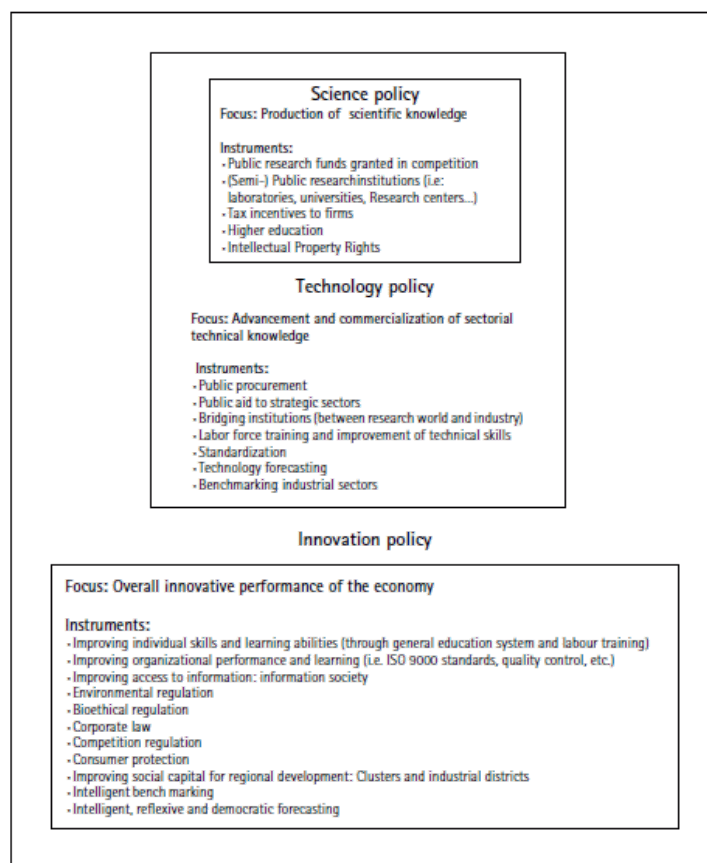 Science policy
Focus: Production of scientific knowledge
Instruments:
• Public research funds granted in competition
• (Semi-) Public researchinstitutions (i.e:
laboratories, universities, Research centers...)
• Tax incentives to firms
• Higher education
• Intellectual Property Rights
Technology policy
Focus: Advancement and commercialization of sectorial
technical knowledge
Instruments:
• Public procurement
• Public aid to strategic sectors
• Bridging institutions (between research world and industry)
• Labor force training and improvement of technical skills
• Standardization
• Technology forecasting
• Benchmarking industrial sectors
Innovation policy
Focus: Overall innovative performance of the economy
Instruments:
• Improving individual skills and learning abilities (through general education system and labour training)
• Improving organizational performance and learning (i.e. ISO 9000 standards, quality control, etc.)
• Improving access to information: information society
• Environmental regulation
• Bioethical regulation
• Corporate law
• Competition regulation
• Consumer protection
• Improving social capital for regional development: Clusters and industrial districts
• Intelligent bench marking
• Intelligent, reflexive and democratic forecasting